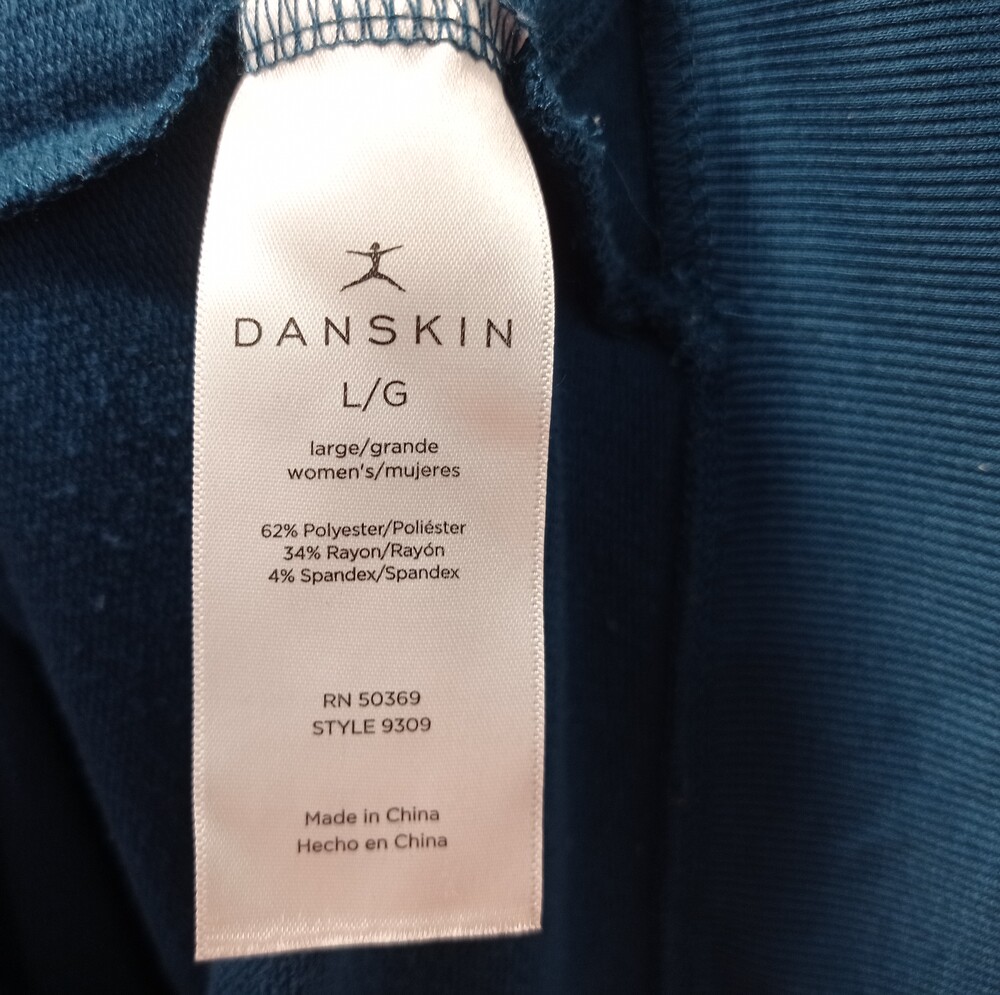 DANSKIN
L/G
large/grande
women's/mujeres
62% Polyester/Poliéster
34% Rayon/Rayón
4% Spandex/Spandex
RN 50369
STYLE 9309
Made in China
Hecho en China